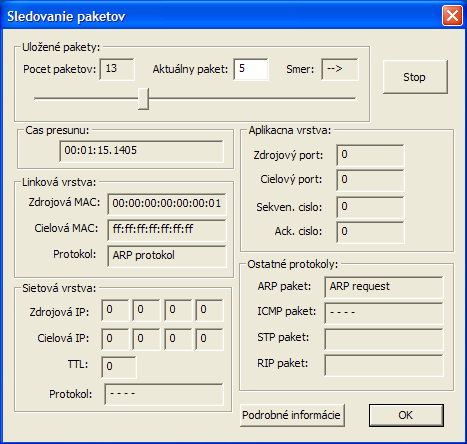 Sledovanie paketov
Uložené pakety:
Pocet paketov: 13 Aktuálny paket: 5 Smer: -->
Stop
Cas presunu:
00:01:15.1405
Linková vrstva:
Zdrojová MAC: 00:00:00:00:00:01
Cielová MAC: ff:ff:ff:ff:ff:ff
Protokol: ARP protokol
Sietová vrstva:
Zdrojová IP: 0 0 0 0
Cielová IP: 0 0 0 0
TTL: 0
Protokol: ----
Aplikacna vrstva:
Zdrojový port: 0
Cielový port: 0
Sekven. cislo: 0
Ack. cislo: 0
Ostatné protokoly:
ARP paket: ARP request
ICMP paket: ----
STP paket:
RIP paket:
Podrobné informácie OK